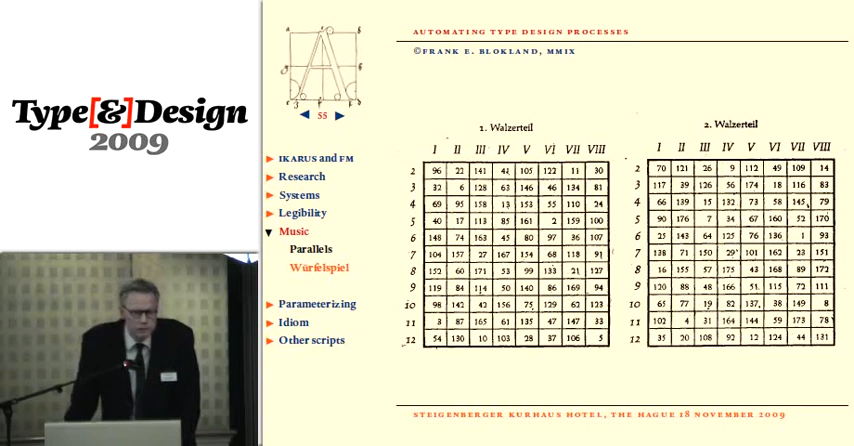 Type[&]Design
2009
a e b
g
c 3 f d
◀ 55 ▶
▶ IKARUS and FM
▶ Research
▶ Systems
▶ Legibility
▼ Music
Parallels
Würfelspiel
▶ Parameterizing
▶ Idiom
▶ Other scripts
AUTOMATING TYPE DESIGN PROCESSES
©FRANK E. BLOKLAND, MMIX
1. Walzerteil
I II III IV V VI VII VIII
2 96 22 141 41 105 122 11 30
3 32 6 128 63 146 46 134 81
4 69 95 158 13 153 55 110 24
5 40 17 113 85 161 2 159 100
6 148 74 163 45 80 97 36 107
7 104 157 27 167 154 68 118 91
8 152 60 171 53 99 133 21 127
9 119 84 114 50 140 86 169 94
10 98 142 42 156 75 129 62 123
11 3 87 165 61 135 47 147 33
12 54 130 10 103 28 37 106 5
2. Walzerteil
I II III IV V VI VII VIII
2 70 121 26 9 112 49 109 14
3 117 39 126 56 174 18 116 83
4 66 139 15 132 73 58 145 79
5 90 176 7 34 67 160 52 170
6 25 143 64 125 76 136 1 93
7 138 71 150 29 101 162 23 151
8 16 155 57 175 43 168 89 172
9 120 88 48 166 51 115 72 111
10 65 77 19 82 137 38 149 8
11 102 4 31 164 144 59 173 78
12 35 20 108 92 12 124 44 131
STEIGENBERGER KURHAUS HOTEL, THE HAGUE 18 NOVEMBER 2009